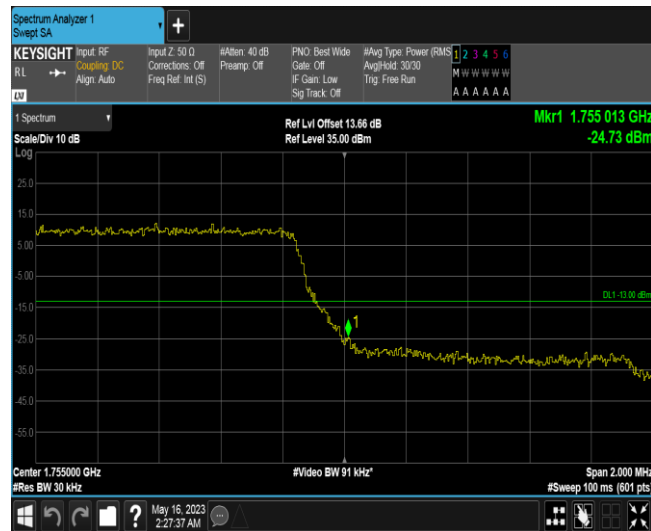 Spectrum Analyzer 1
Swept SA
KEYSIGHT
RL
LXI
Input: RF
Coupling: DC
Align: Auto
Input Z: 50 Ω
Corrections: Off
Freq Ref: Int (S)
#Atten: 40 dB
Preamp: Off
PNO: Best Wide
Gate: Off
IF Gain: Low
Sig Track: Off
#Avg Type: Power (RMS
Avg|Hold: 30/30
Trig: Free Run
1 2 3 4 5 6
M W W W W W
A A A A A A
1 Spectrum
Scale/Div 10 dB
Log
Ref Lvl Offset 13.66 dB
Ref Level 35.00 dBm
Mkr1 1.755 013 GHz
-24.73 dBm
25.0
15.0
5.00
-5.00
DL1 -13.00 dBm
-15.0
1
-25.0
-35.0
-45.0
-55.0
Center 1.755000 GHz
#Res BW 30 kHz
#Video BW 91 kHz*
Span 2.000 MHz
#Sweep 100 ms (601 pts)
? May 16, 2023
2:27:37 AM